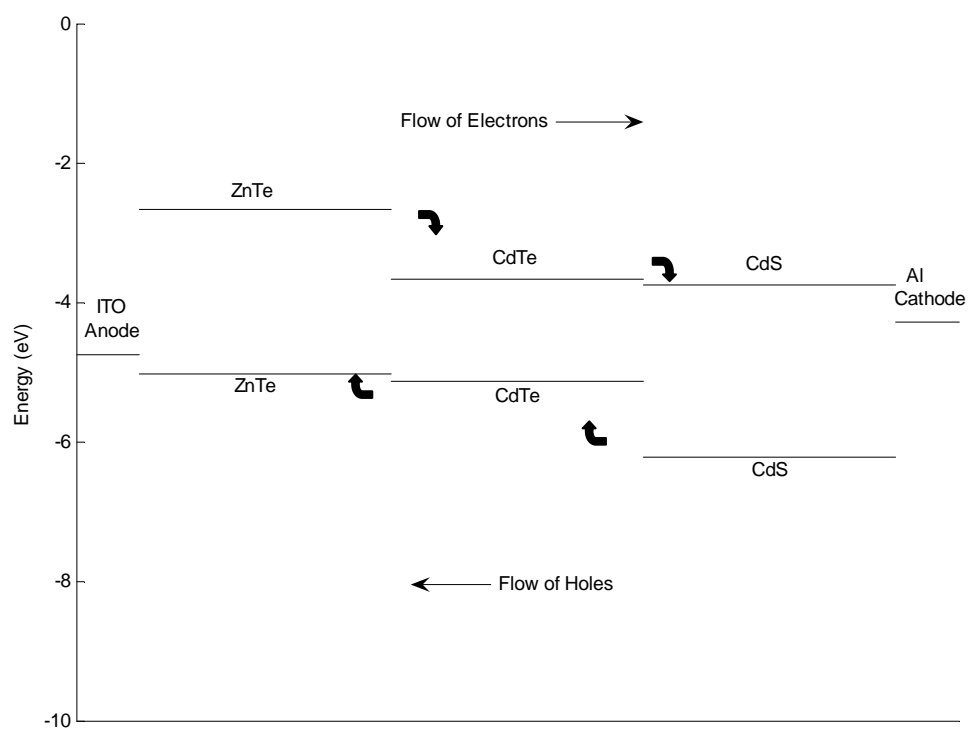 0
Flow of Electrons
-2
ZnTe
CdTe
CdS
Al
Cathode
-4
ITO
Anode
Energy (eV)
ZnTe
CdTe
-6
CdS
-8
Flow of Holes
-10